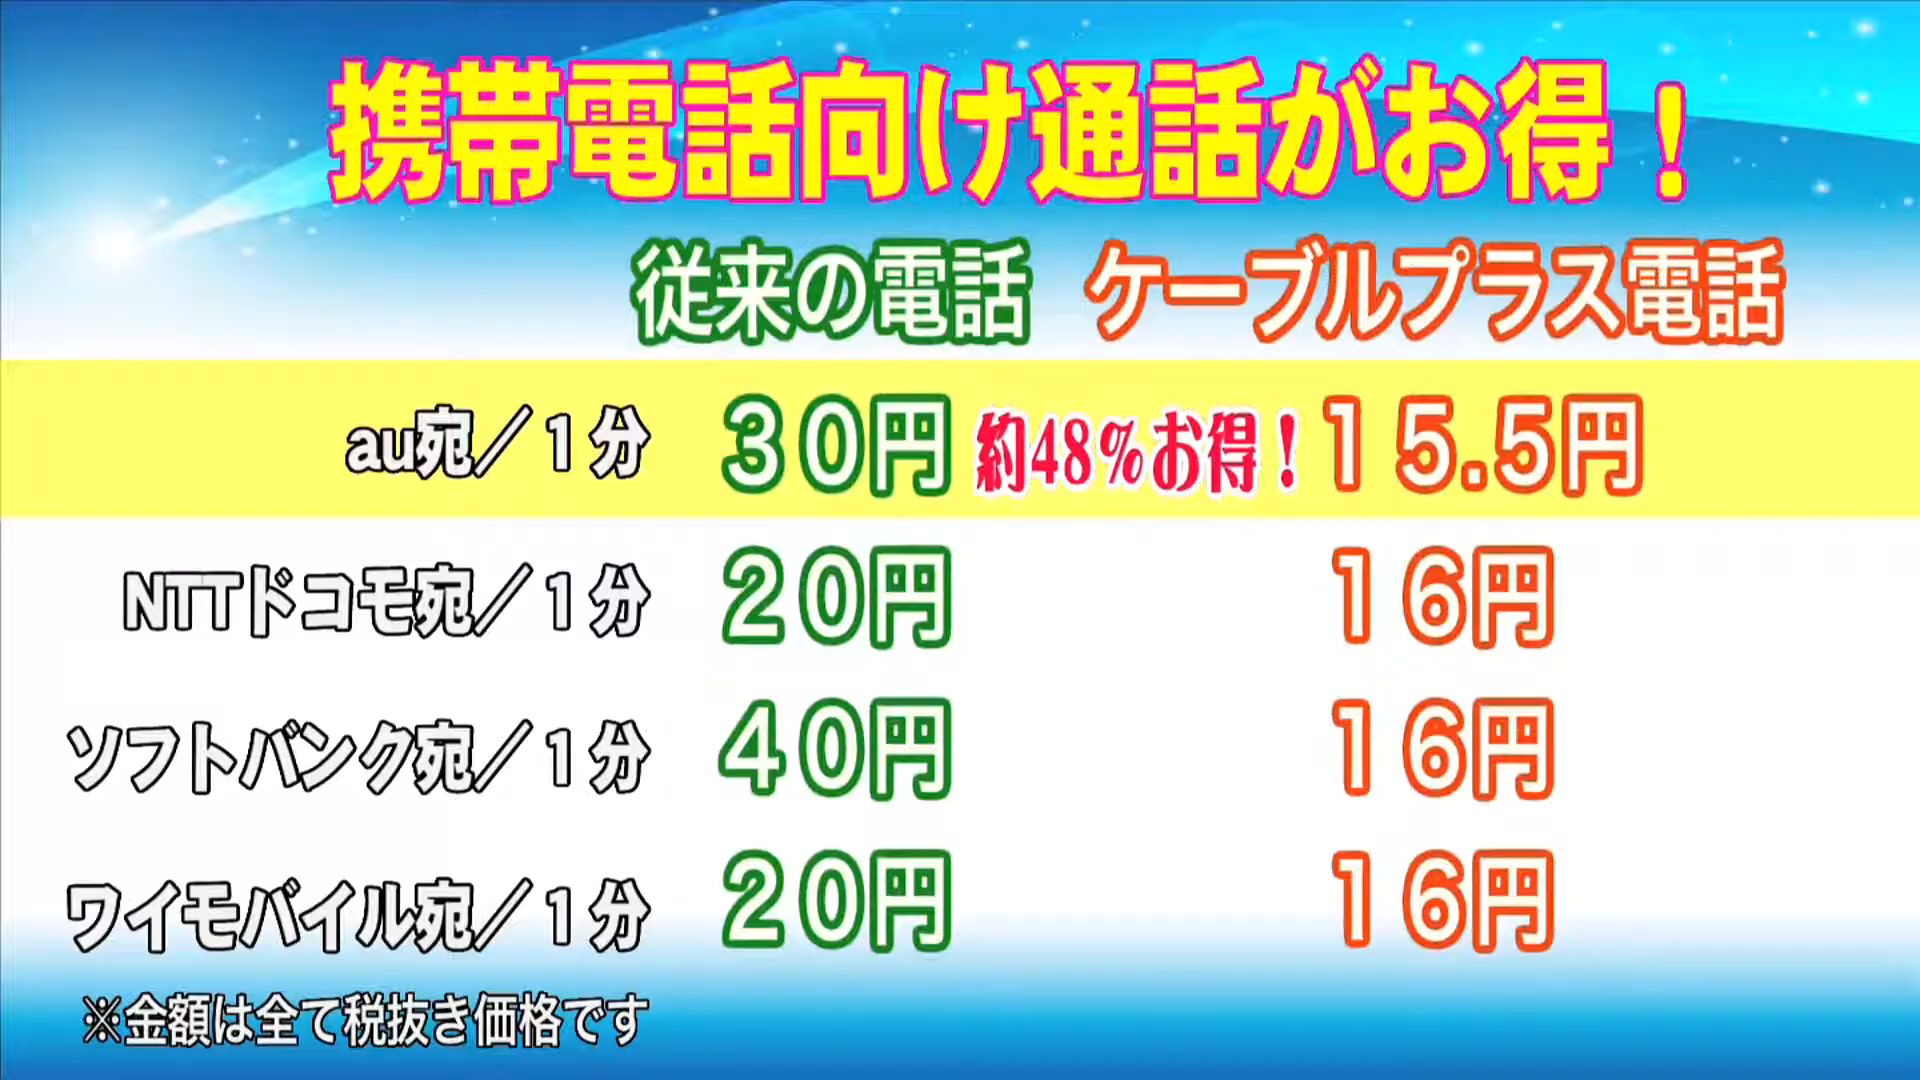 携帯電話向け通話がお得！
従来の電話 ケーブルプラス電話
au宛／１分 ３０円 約48％お得！ １５.５円
NTTドコモ宛／１分 ２０円 １６円
ソフトバンク宛／１分 ４０円 １６円
ワイモバイル宛／１分 ２０円 １６円
※金額は全て税抜き価格です